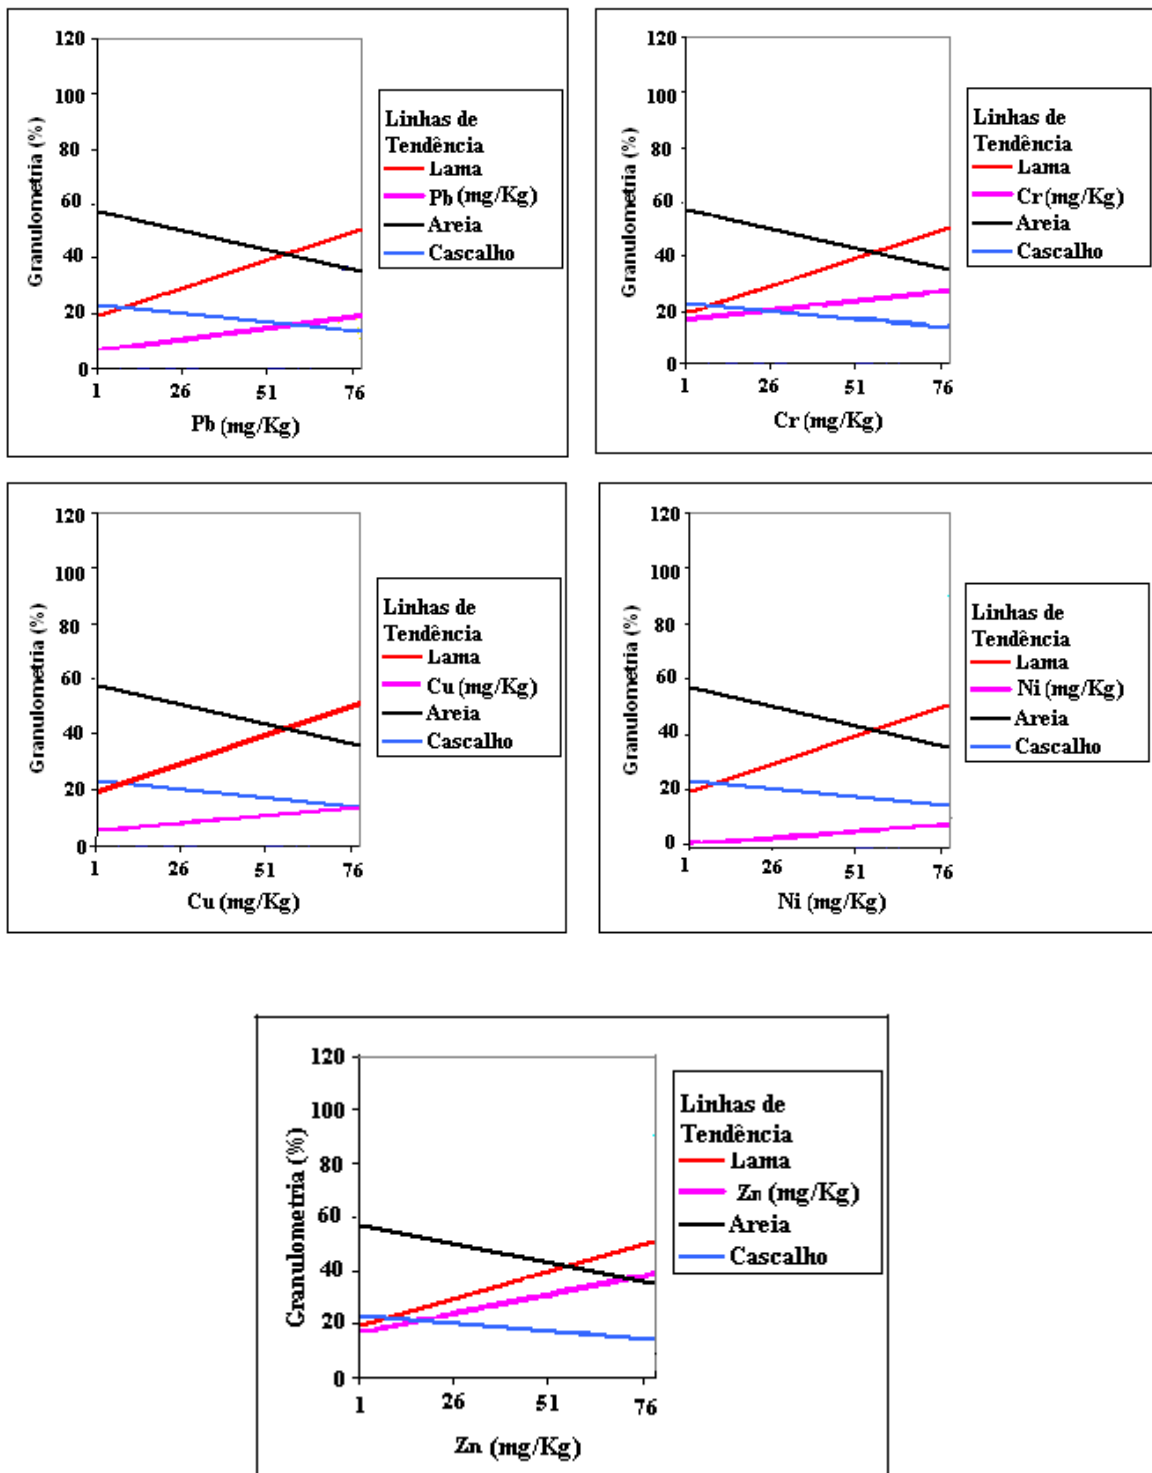 120
100
80
60
40
20
0
Granulometria (%)
1 26 51 76
Pb (mg/Kg)
Linhas de
Tendência
Lama
Pb (mg/Kg)
Areia
Cascalho
120
100
80
60
40
20
0
Granulometria (%)
1 26 51 76
Cr (mg/Kg)
Linhas de
Tendência
Lama
Cr (mg/Kg)
Areia
Cascalho
120
100
80
60
40
20
0
Granulometria (%)
1 26 51 76
Cu (mg/Kg)
Linhas de
Tendência
Lama
Cu (mg/Kg)
Areia
Cascalho
120
100
80
60
40
20
0
Granulometria (%)
1 26 51 76
Ni (mg/Kg)
Linhas de
Tendência
Lama
Ni (mg/Kg)
Areia
Cascalho
120
100
80
60
40
20
0
Granulometria (%)
1 26 51 76
Zn (mg/Kg)
Linhas de
Tendência
Lama
Zn (mg/Kg)
Areia
Cascalho